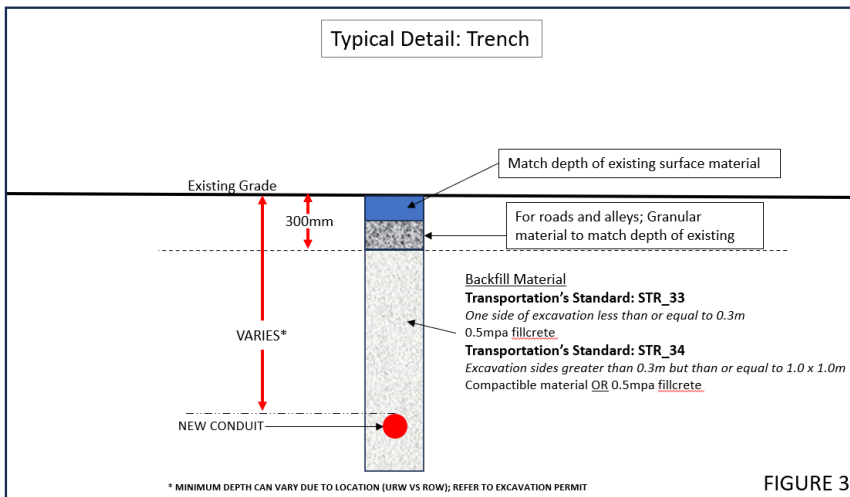 Typical Detail: Trench
Match depth of existing surface material
Existing Grade
300mm
For roads and alleys; Granular
material to match depth of existing
Backfill Material
Transportation's Standard: STR_33
One side of excavation less than or equal to 0.3m
0.5mpa fillcrete
VARIES*
Transportation's Standard: STR_34
Excavation sides greater than 0.3m but than or equal to 1.0 x 1.0m
Compactible material OR 0.5mpa fillcrete
NEW CONDUIT
* MINIMUM DEPTH CAN VARY DUE TO LOCATION (URW VS ROW); REFER TO EXCAVATION PERMIT
FIGURE 3